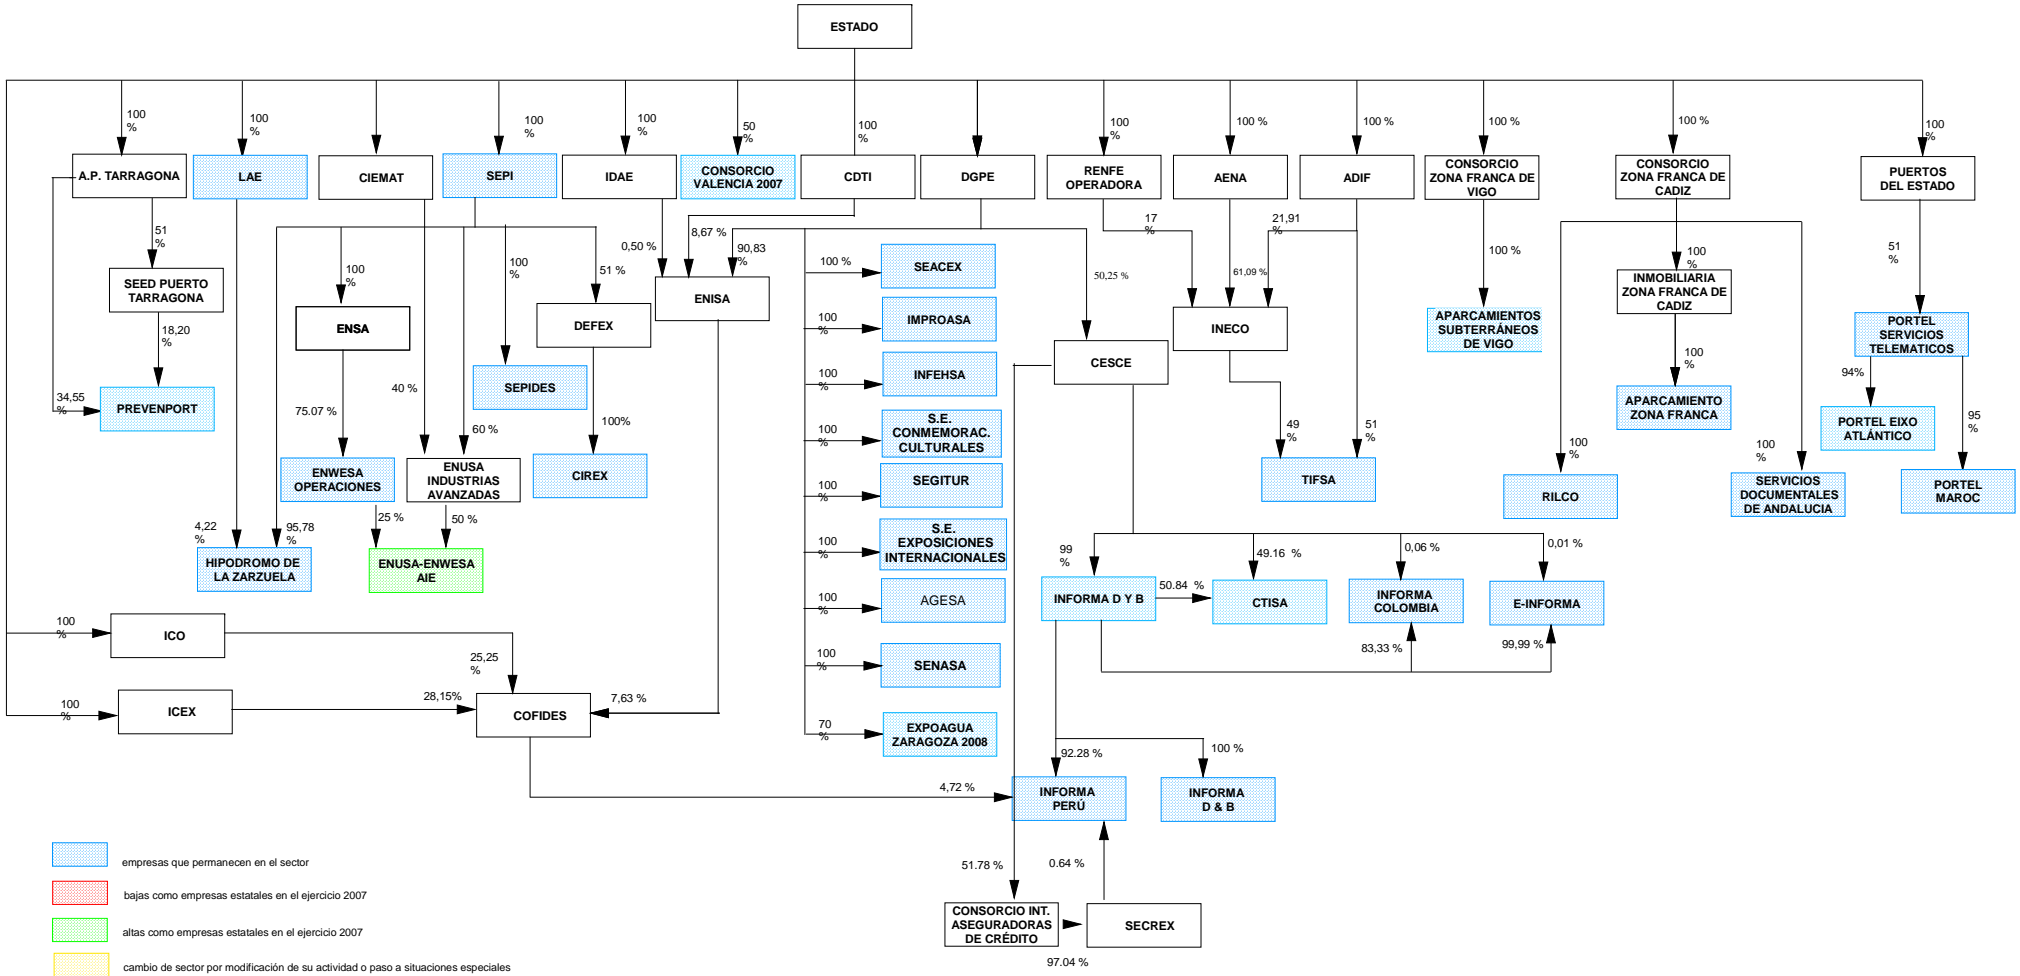 ESTADO
100
%
100
%
100
%
100
%
50
%
100
%
100
%
100 %
100 %
100 %
100 %
100
%
A.P. TARRAGONA
LAE
CIEMAT
SEPI
IDAE
CONSORCIO
VALENCIA 2007
CDTI
DGPE
RENFE
OPERADORA
AENA
ADIF
CONSORCIO
ZONA FRANCA DE
VIGO
CONSORCIO
ZONA FRANCA DE
CADIZ
PUERTOS
DEL ESTADO
51
%
100
%
100
%
51 %
0,50 %
8,67 %
90,83
%
100 %
50,25 %
17
%
61,09 %
21,91
%
100 %
100
%
51
%
SEED PUERTO
TARRAGONA
ENSA
DEFEX
ENISA
SEACEX
INECO
INMOBILIARIA
ZONA FRANCA DE
CADIZ
18,20
%
100
%
IMPROASA
APARCAMIENTOS
SUBTERRÁNEOS
DE VIGO
PORTEL
SERVICIOS
TELEMATICOS
CESCE
100
%
34,55
%
PREVENPORT
40 %
SEPIDES
100
%
INFEHSA
94%
APARCAMIENTO
ZONA FRANCA
75.07 %
60 %
100%
100
%
S.E.
CONMEMORAC.
CULTURALES
49
%
51
%
100
%
100
%
PORTEL EIXO
ATLÁNTICO
95
%
ENWESA
OPERACIONES
ENUSA
INDUSTRIAS
AVANZADAS
CIREX
100
%
SEGITUR
TIFSA
RILCO
SERVICIOS
DOCUMENTALES
DE ANDALUCIA
PORTEL
MAROC
4,22
%
95,78
%
25 %
50 %
100
%
S.E.
EXPOSICIONES
INTERNACIONALES
99
%
49.16 %
0,06 %
0,01 %
HIPODROMO DE
LA ZARZUELA
ENUSA-ENWESA
AIE
100
%
AGESA
INFORMA D Y B
50.84 %
CTISA
INFORMA
COLOMBIA
E-INFORMA
100
%
ICO
25,25
%
100
%
SENASA
83,33 %
99,99 %
100
%
ICEX
28,15%
COFIDES
7,63 %
70
%
EXPOAGUA
ZARAGOZA 2008
92.28 %
100 %
4,72 %
INFORMA
PERÚ
INFORMA
D & B
51.78 %
0.64 %
CONSORCIO INT.
ASEGURADORAS
DE CRÉDITO
SECREX
97.04 %
empresas que permanecen en el sector
bajas como empresas estatales en el ejercicio 2007
altas como empresas estatales en el ejercicio 2007
cambio de sector por modificación de su actividad o paso a situaciones especiales